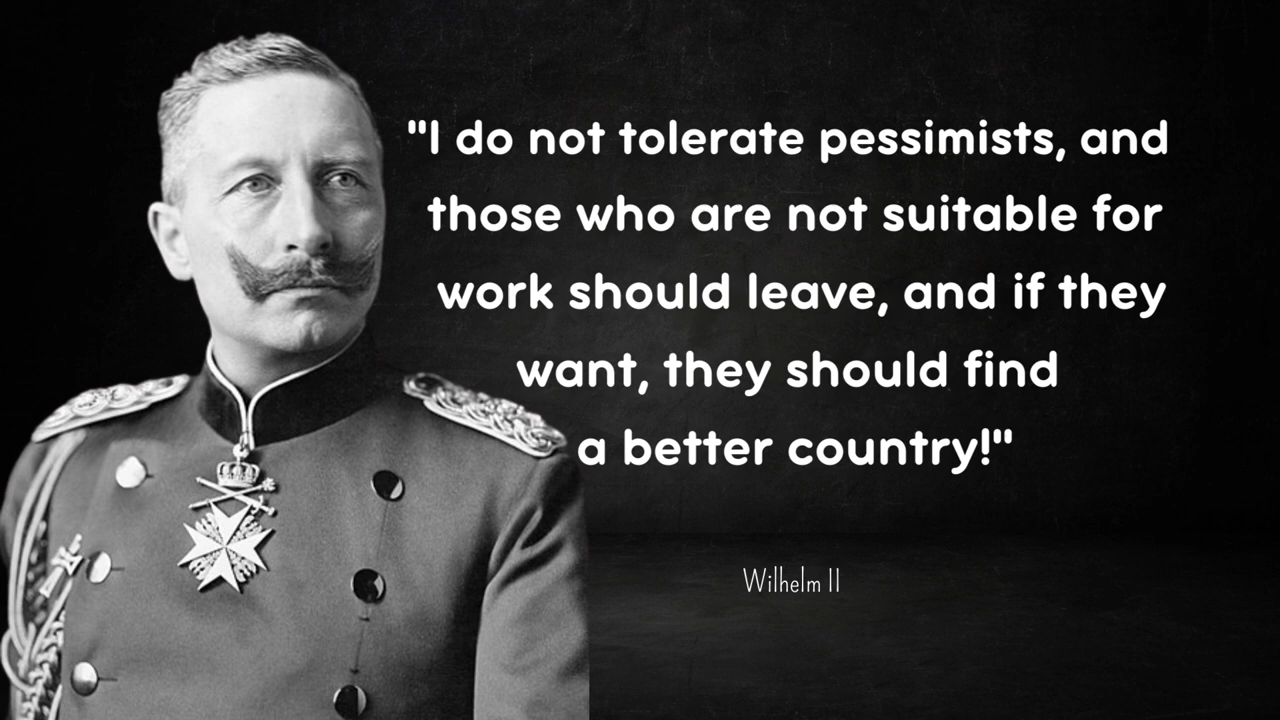 "I do not tolerate pessimists, and
those who are not suitable for
work should leave, and if they
want, they should find
a better country!"
Wilhelm II